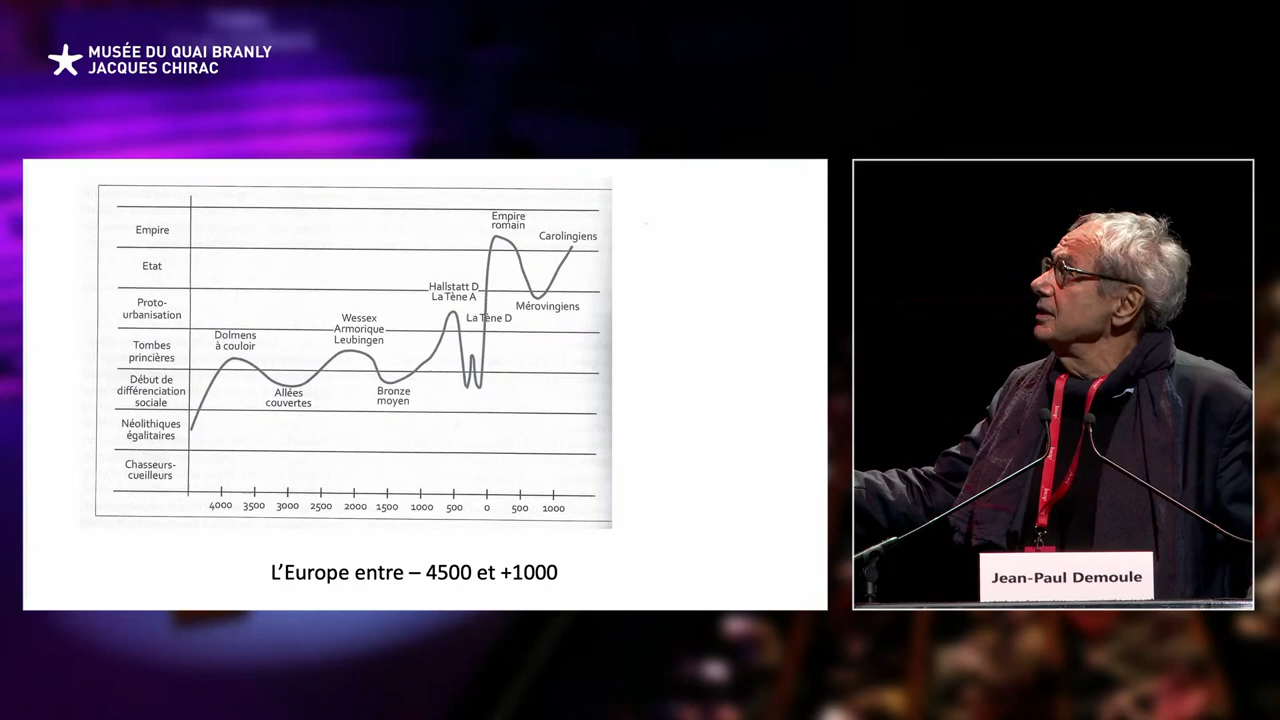 MUSÉE DU QUAI BRANLY
JACQUES CHIRAC
Empire
Etat
Proto-
urbanisation
Tombes
princières
Début de
différenciation
sociale
Néolithiques
égalitaires
Chasseurs-
cueilleurs
Dolmens
à couloir
Allées
couvertes
Wessex
Armorique
Leubingen
Bronze
moyen
Hallstatt D
La Tène A
La Tène D
Empire
romain
Mérovingiens
Carolingiens
4000 3500 3000 2500 2000 1500 1000 500 0 500 1000
L'Europe entre – 4500 et +1000
Jean-Paul Demoule